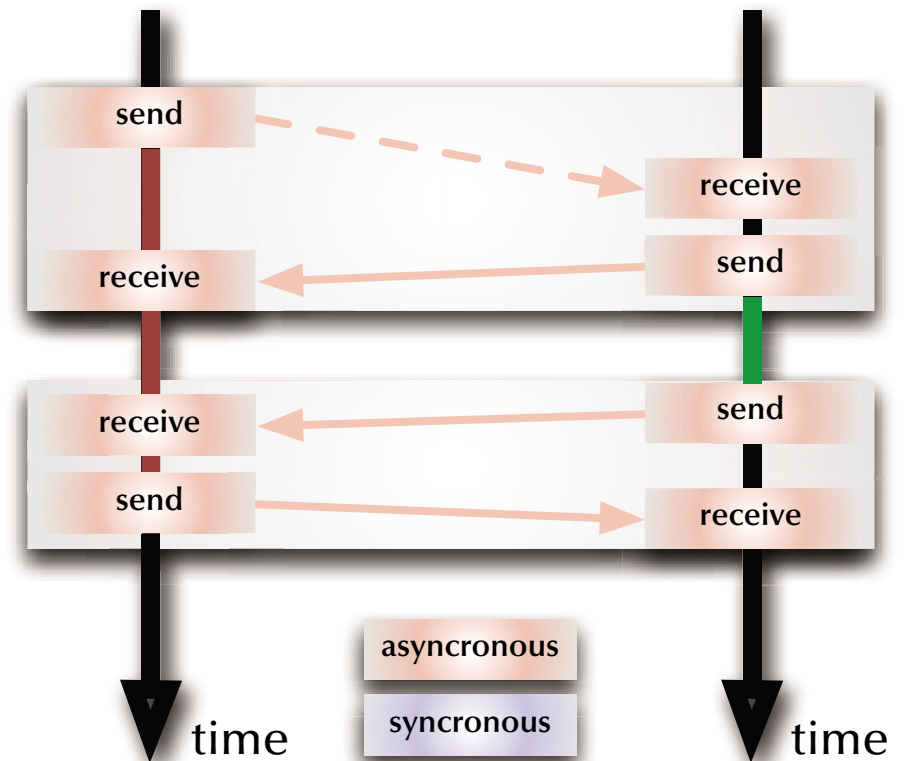 send
receive
receive
send
receive
send
send
receive
asyncronous
syncronous
time
time